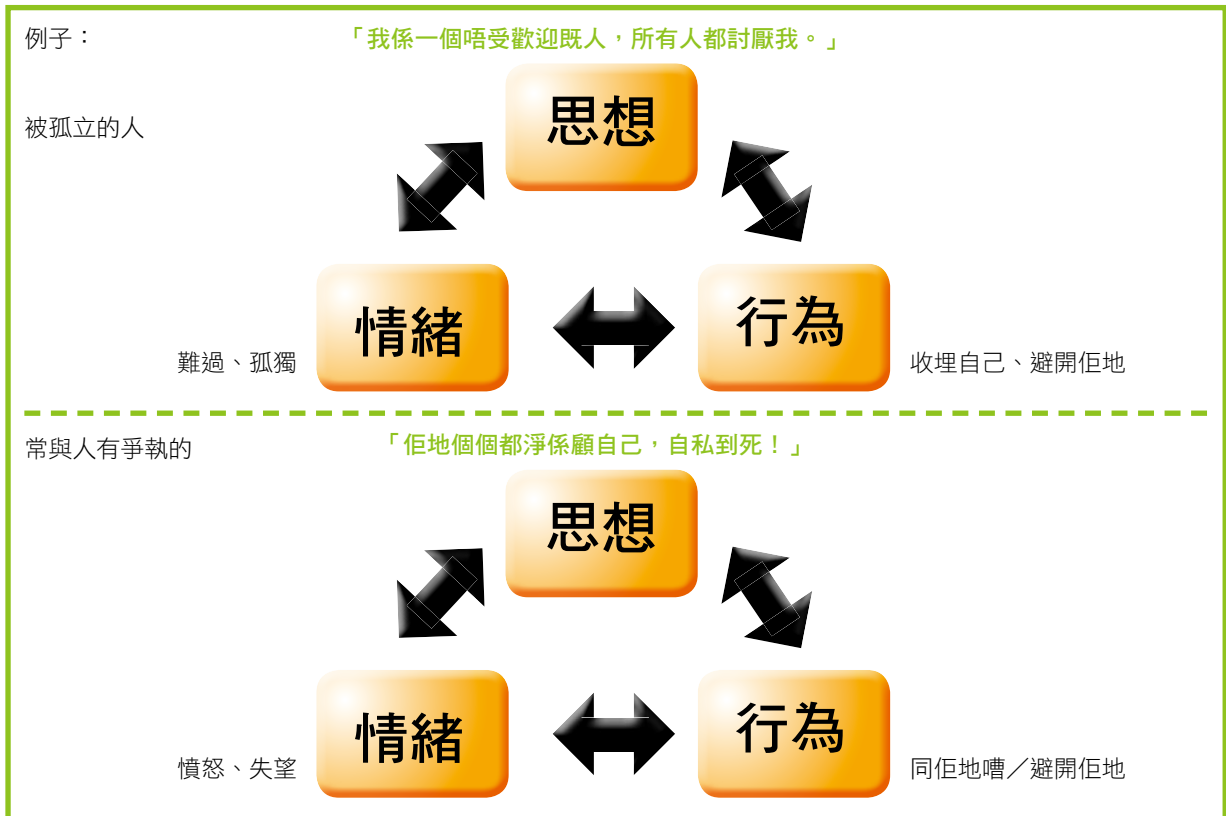 例子：
「我係一個唔受歡迎既人，所有人都討厭我。」
思想
被孤立的人
情緒
行為
難過、孤獨
收埋自己、避開佢地
常與人有爭執的
「佢地個個都淨係顧自己，自私到死！」
思想
情緒
行為
憤怒、失望
同佢地嘈／避開佢地